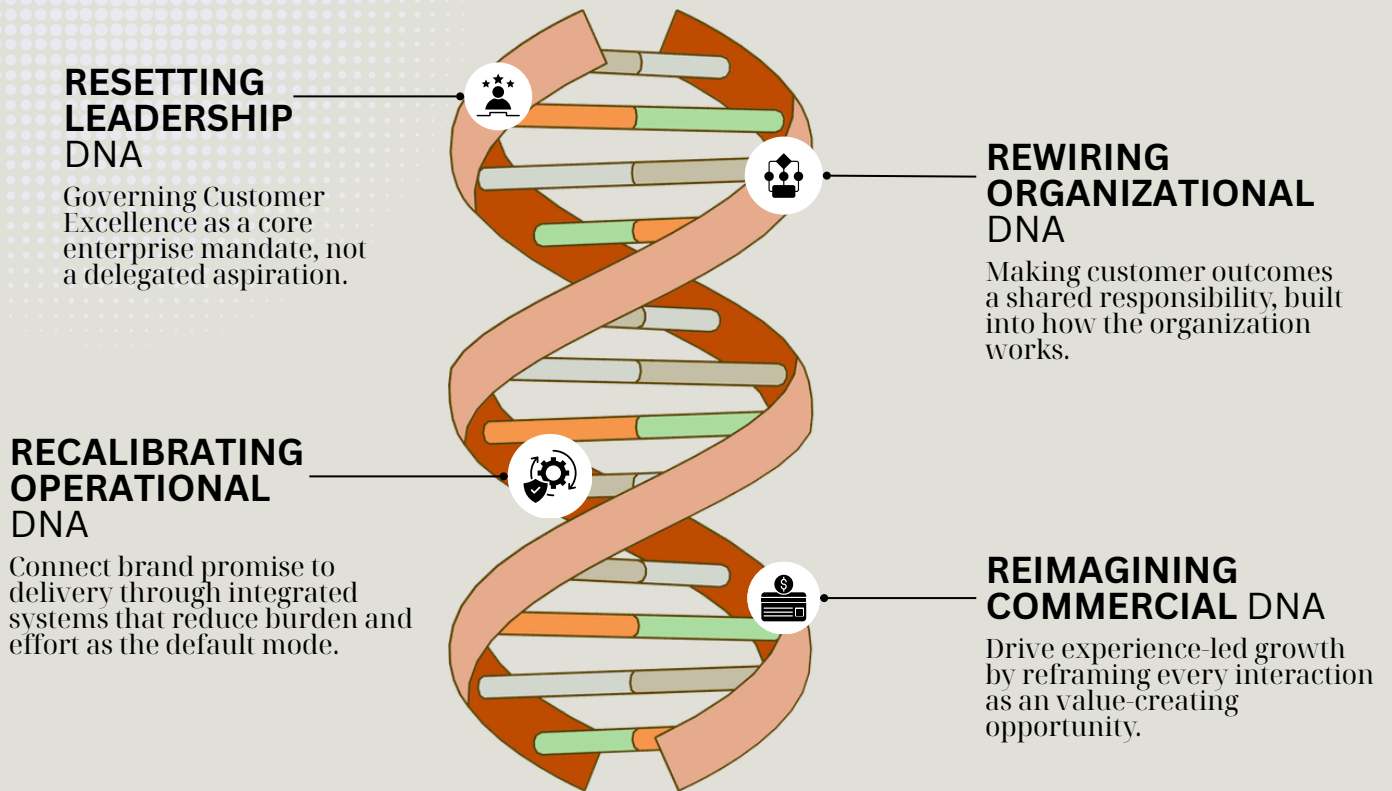 RESETTING
LEADERSHIP
DNA
Governing Customer
Excellence as a core
enterprise mandate, not
a delegated aspiration.
REWIRING
ORGANIZATIONAL
DNA
Making customer outcomes
a shared responsibility, built
into how the organization
works.
RECALIBRATING
OPERATIONAL
DNA
Connect brand promise to
delivery through integrated
systems that reduce burden and
effort as the default mode.
REIMAGINING
COMMERCIAL DNA
Drive experience-led growth
by reframing every interaction
as an value-creating
opportunity.
$